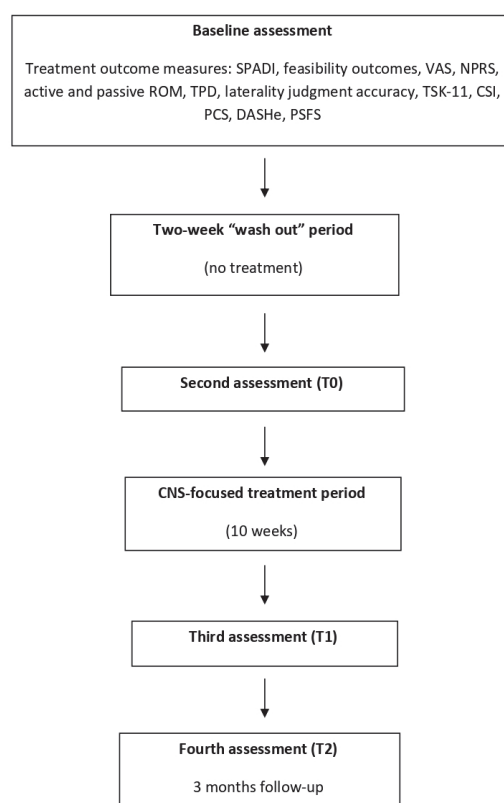 Baseline assessment
Treatment outcome measures: SPADI, feasibility outcomes, VAS, NPRS,
active and passive ROM, TPD, laterality judgment accuracy, TSK-11, CSI,
PCS, DASHe, PSFS
Two-week “wash out” period
(no treatment)
Second assessment (T0)
CNS-focused treatment period
(10 weeks)
Third assessment (T1)
Fourth assessment (T2)
3 months follow-up